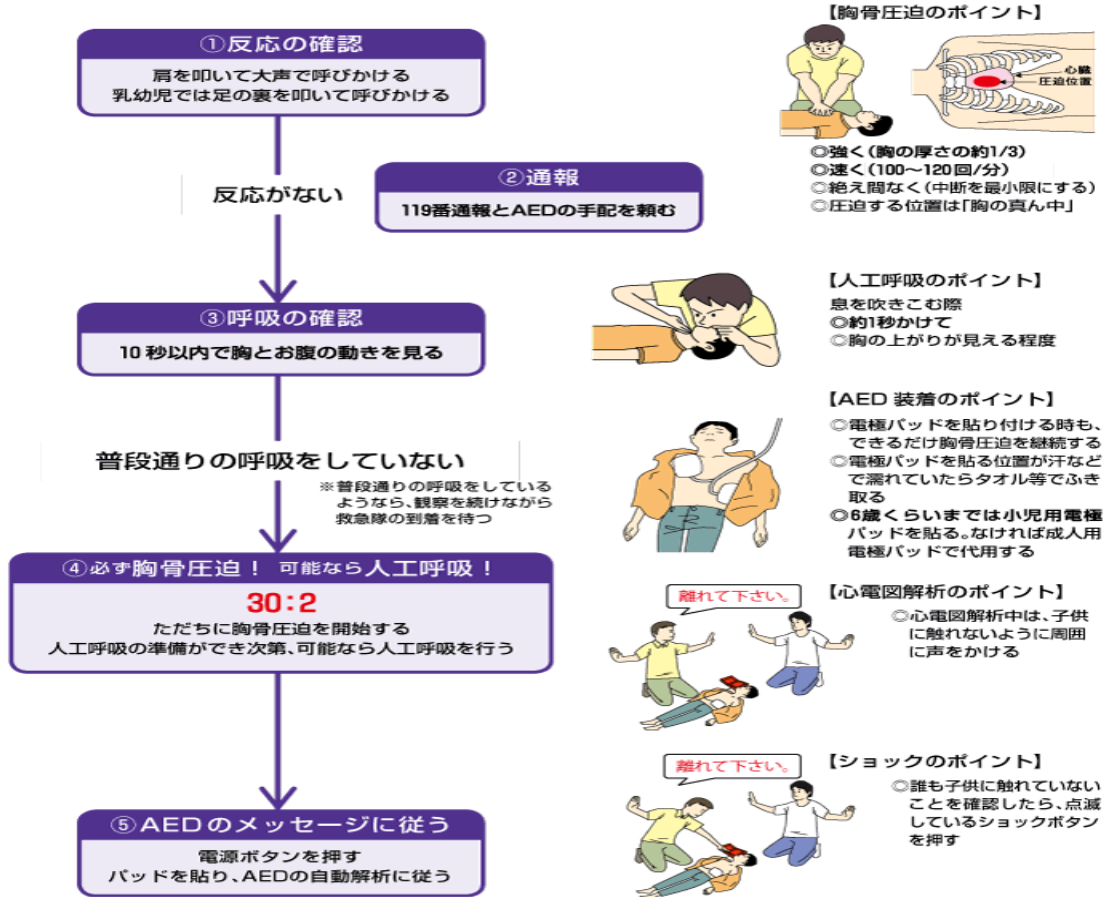 ①反応の確認
肩を叩いて大声で呼びかける
乳幼児では足の裏を叩いて呼びかける
反応がない
②通報
119番通報とAEDの手配を頼む
③呼吸の確認
10秒以内で胸とお腹の動きを見る
普段通りの呼吸をしていない
※普段通りの呼吸をしている
ようなら、観察を続けながら
救急隊の到着を待つ
④必ず胸骨圧迫! 可能なら人工呼吸!
30:2
ただちに胸骨圧迫を開始する
人工呼吸の準備ができ次第、可能なら人工呼吸を行う
⑤AEDのメッセージに従う
電源ボタンを押す
パッドを貼り、AEDの自動解析に従う
【胸骨圧迫のポイント】
心臓
圧迫位置
◎強く(胸の厚さの約1/3)
◎速く(100〜120回/分)
◎絶え間なく(中断を最小限にする)
◎圧迫する位置は「胸の真ん中」
【人工呼吸のポイント】
息を吹きこむ際
◎約1秒かけて
◎胸の上がりが見える程度
【AED 装着のポイント】
◎電極パッドを貼り付ける時も、
できるだけ胸骨圧迫を継続する
◎電極パッドを貼る位置が汗など
で濡れていたらタオル等でふき
取る
◎6歳くらいまでは小児用電極
パッドを貼る。なければ成人用
電極パッドで代用する
【心電図解析のポイント】
離れて下さい。
◎心電図解析中は、子供
に触れないように周囲
に声をかける
【ショックのポイント】
離れて下さい。
◎誰も子供に触れていない
ことを確認したら、点滅
しているショックボタン
を押す